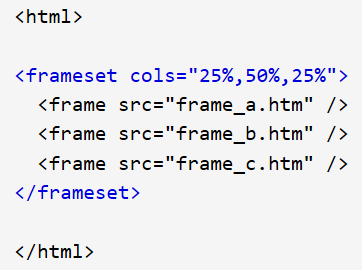 <html>
<frameset cols="25%,50%,25%">
<frame src="frame_a.htm" />
<frame src="frame_b.htm" />
<frame src="frame_c.htm" />
</frameset>
</html>